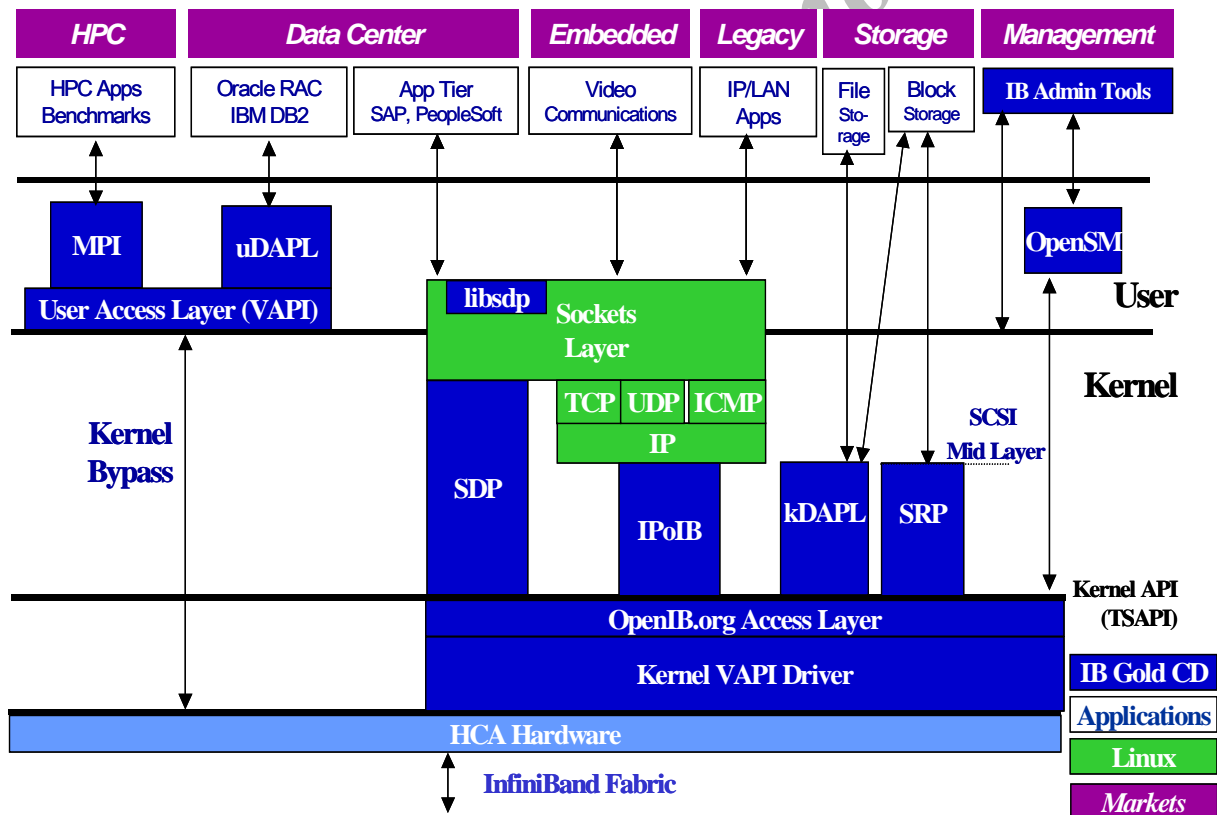 HPC
Data Center
Embedded
Legacy
Storage
Management
HPC Apps
Benchmarks
Oracle RAC
IBM DB2
App Tier
SAP, PeopleSoft
Video
Communications
IP/LAN
Apps
File
Sto-
rage
Block
Storage
IB Admin Tools
MPI
uDAPL
OpenSM
User Access Layer (VAPI)
libsdp
Sockets
Layer
User
Kernel
TCP
UDP
ICMP
IP
Kernel
Bypass
SDP
IPoIB
kDAPL
SRP
SCSI
Mid Layer
Kernel API
(TSAPI)
OpenIB.org Access Layer
Kernel VAPI Driver
HCA Hardware
InfiniBand Fabric
IB Gold CD
Applications
Linux
Markets